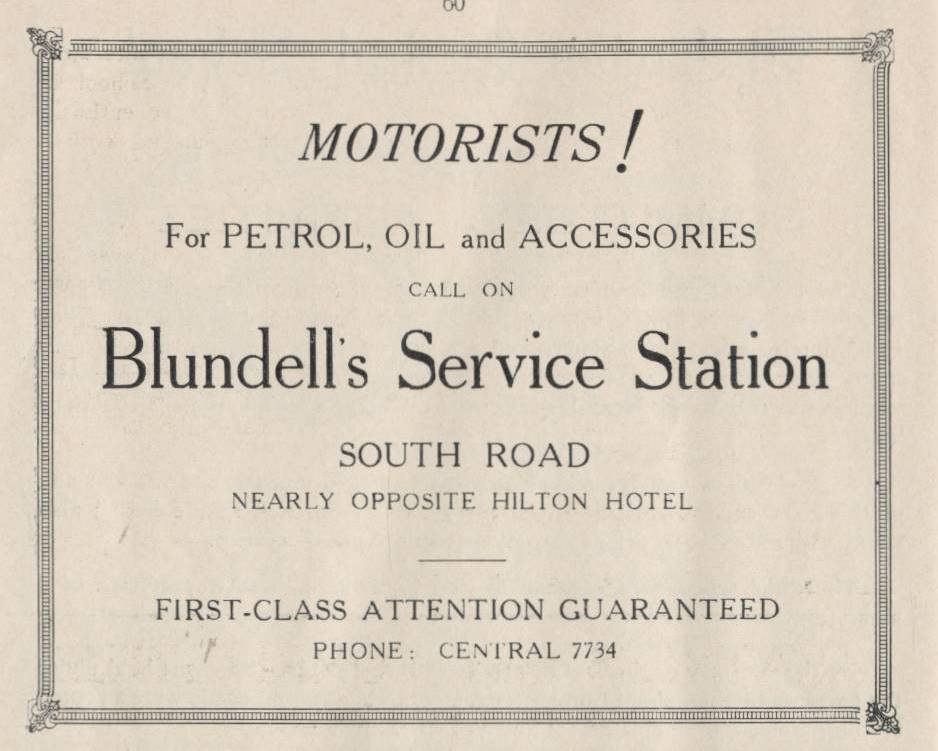 60
MOTORISTS!
For PETROL, OIL and ACCESSORIES
CALL ON
Blundell's Service Station
SOUTH ROAD
NEARLY OPPOSITE HILTON HOTEL
FIRST-CLASS ATTENTION GUARANTEED
PHONE: CENTRAL 7734